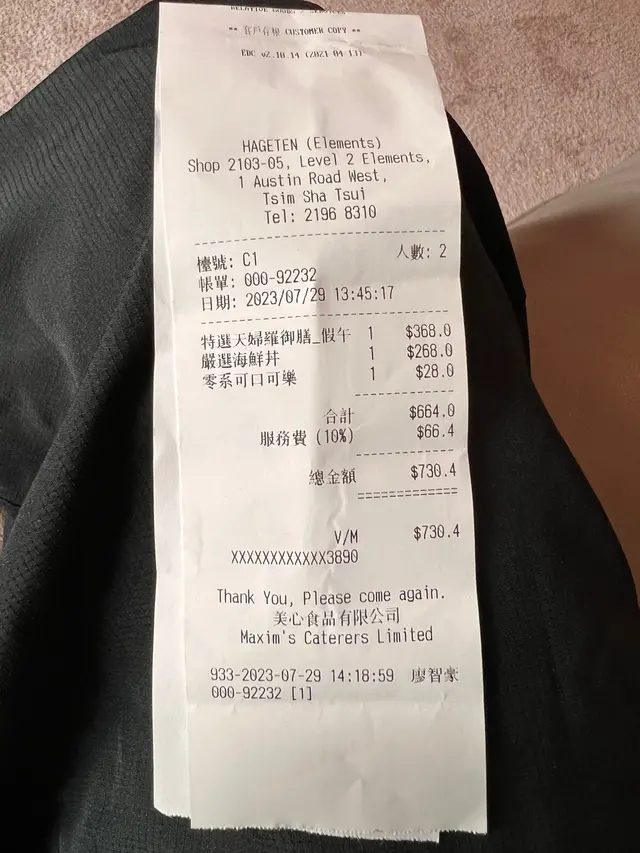 RELATIVE GOODS / SERVICES
** 客戶存根 CUSTOMER COPY **
EDC v2.10.14 (2021-04-13)
HAGETEN (Elements)
Shop 2103-05, Level 2 Elements,
1 Austin Road West,
Tsim Sha Tsui
Tel: 2196 8310
檯號: C1 人數: 2
帳單: 000-92232
日期: 2023/07/29 13:45:17
特選天婦羅御膳_假午 1 $368.0
嚴選海鮮丼 1 $268.0
零系可口可樂 1 $28.0
合計 $664.0
服務費 (10%) $66.4
總金額 $730.4
=============
V/M $730.4
XXXXXXXXXXXX3890
Thank You, Please come again.
美心食品有限公司
Maxim's Caterers Limited
933-2023-07-29 14:18:59 廖智豪
000-92232 [1]